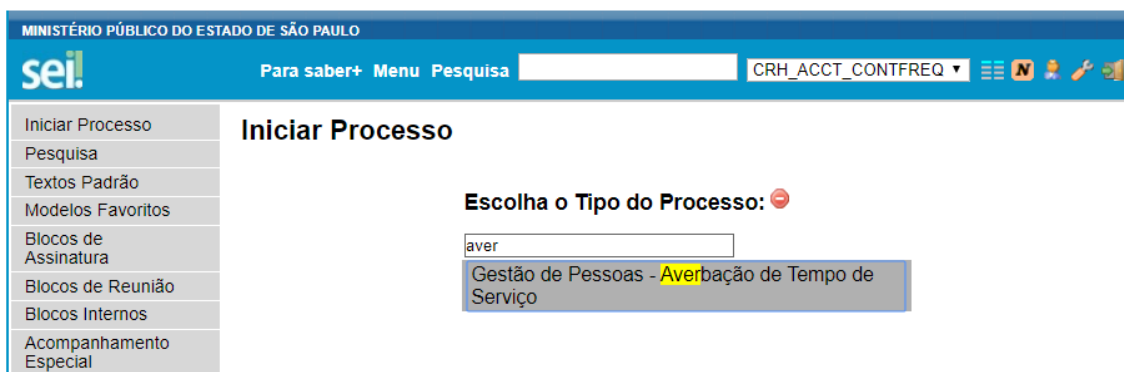 MINISTÉRIO PÚBLICO DO ESTADO DE SÃO PAULO
sei!
Para saber+ Menu Pesquisa CRH_ACCT_CONTFREQ
N
Iniciar Processo
Pesquisa
Textos Padrão
Modelos Favoritos
Blocos de
Assinatura
Blocos de Reunião
Blocos Internos
Acompanhamento
Especial
Iniciar Processo
Escolha o Tipo do Processo:
aver
Gestão de Pessoas - Averbação de Tempo de
Serviço